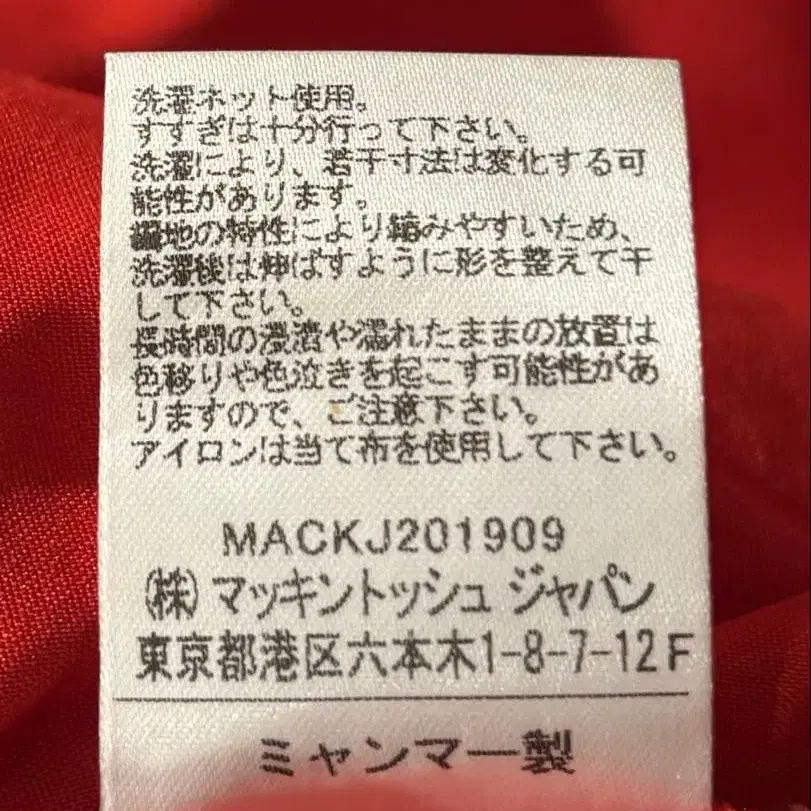 洗濯ネット使用。
すすぎは十分行って下さい。
洗濯により、若干寸法は変化する可
能性があります。
編地の特性により縮みやすいため、
洗濯後は伸ばすように形を整えて干
して下さい。
長時間の浸漬や濡れたままの放置は
色移りや色泣きを起こす可能性があ
りますので、ご注意下さい。
アイロンは当て布を使用して下さい。
MACKJ201909
(株)マッキントッシュ ジャパン
東京都港区六本木1-8-7-12F
ミャンマー製